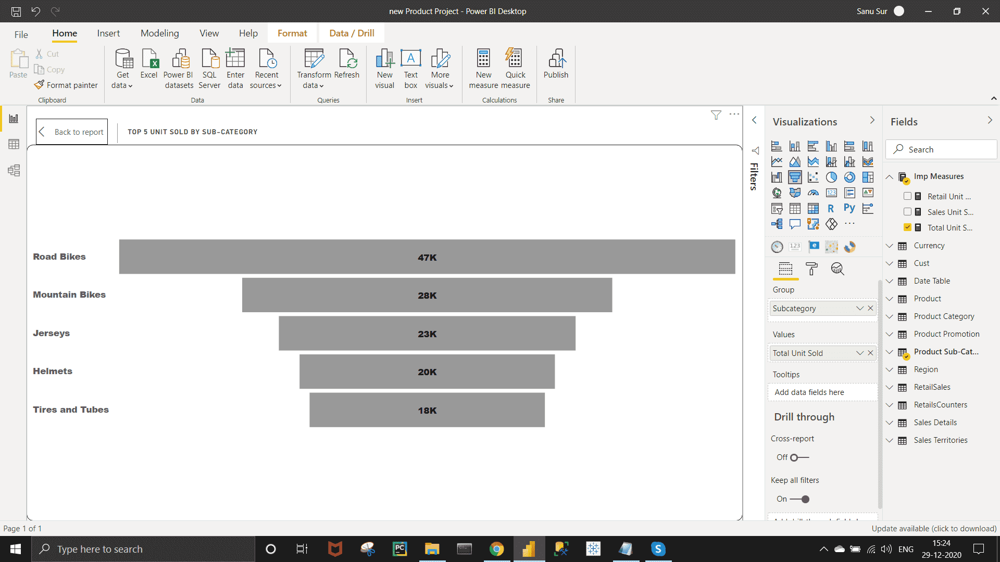 new Product Project - Power BI Desktop
Sanu Sur
File
Home
Insert
Modeling
View
Help
Format
Data / Drill
Paste
Cut
Copy
Format painter
Clipboard
Get data
Excel
Power BI datasets
SQL Server
Enter data
Recent sources
Data
Transform data
Refresh
Queries
New visual
Text box
More visuals
Insert
New measure
Quick measure
Calculations
Publish
Share
Back to report
TOP 5 UNIT SOLD BY SUB-CATEGORY
Road Bikes
47K
Mountain Bikes
28K
Jerseys
23K
Helmets
20K
Tires and Tubes
18K
Filters
Visualizations
123
R
Py
123
Group
Subcategory
Values
Total Unit Sold
Tooltips
Add data fields here
Drill through
Cross-report
Off
Keep all filters
On
Fields
Search
Imp Measures
Retail Unit ...
Sales Unit S...
Total Unit S...
Currency
Cust
Date Table
Product
Product Category
Product Promotion
Product Sub-Cat...
Region
RetailSales
RetailsCounters
Sales Details
Sales Territories
Page 1 of 1
Update available (click to download)
Type here to search
PC
S
ENG
15:24
29-12-2020